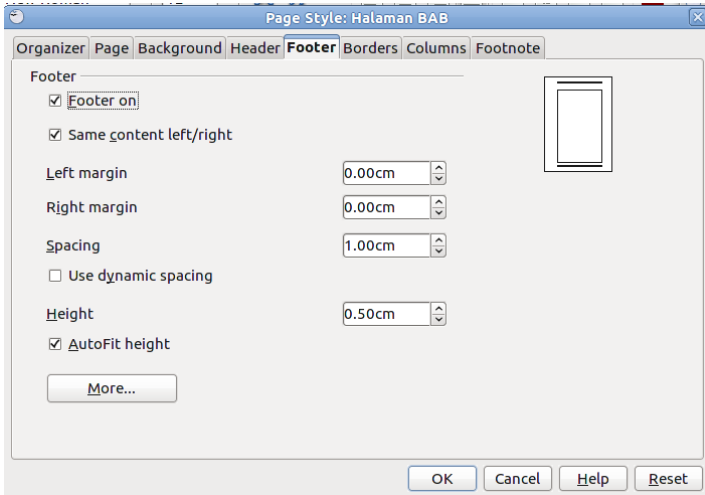 Page Style: Halaman BAB
Organizer Page Background Header Footer Borders Columns Footnote
Footer
Footer on
Same content left/right
Left margin 0.00cm
Right margin 0.00cm
Spacing 1.00cm
Use dynamic spacing
Height 0.50cm
AutoFit height
More...
OK Cancel Help Reset